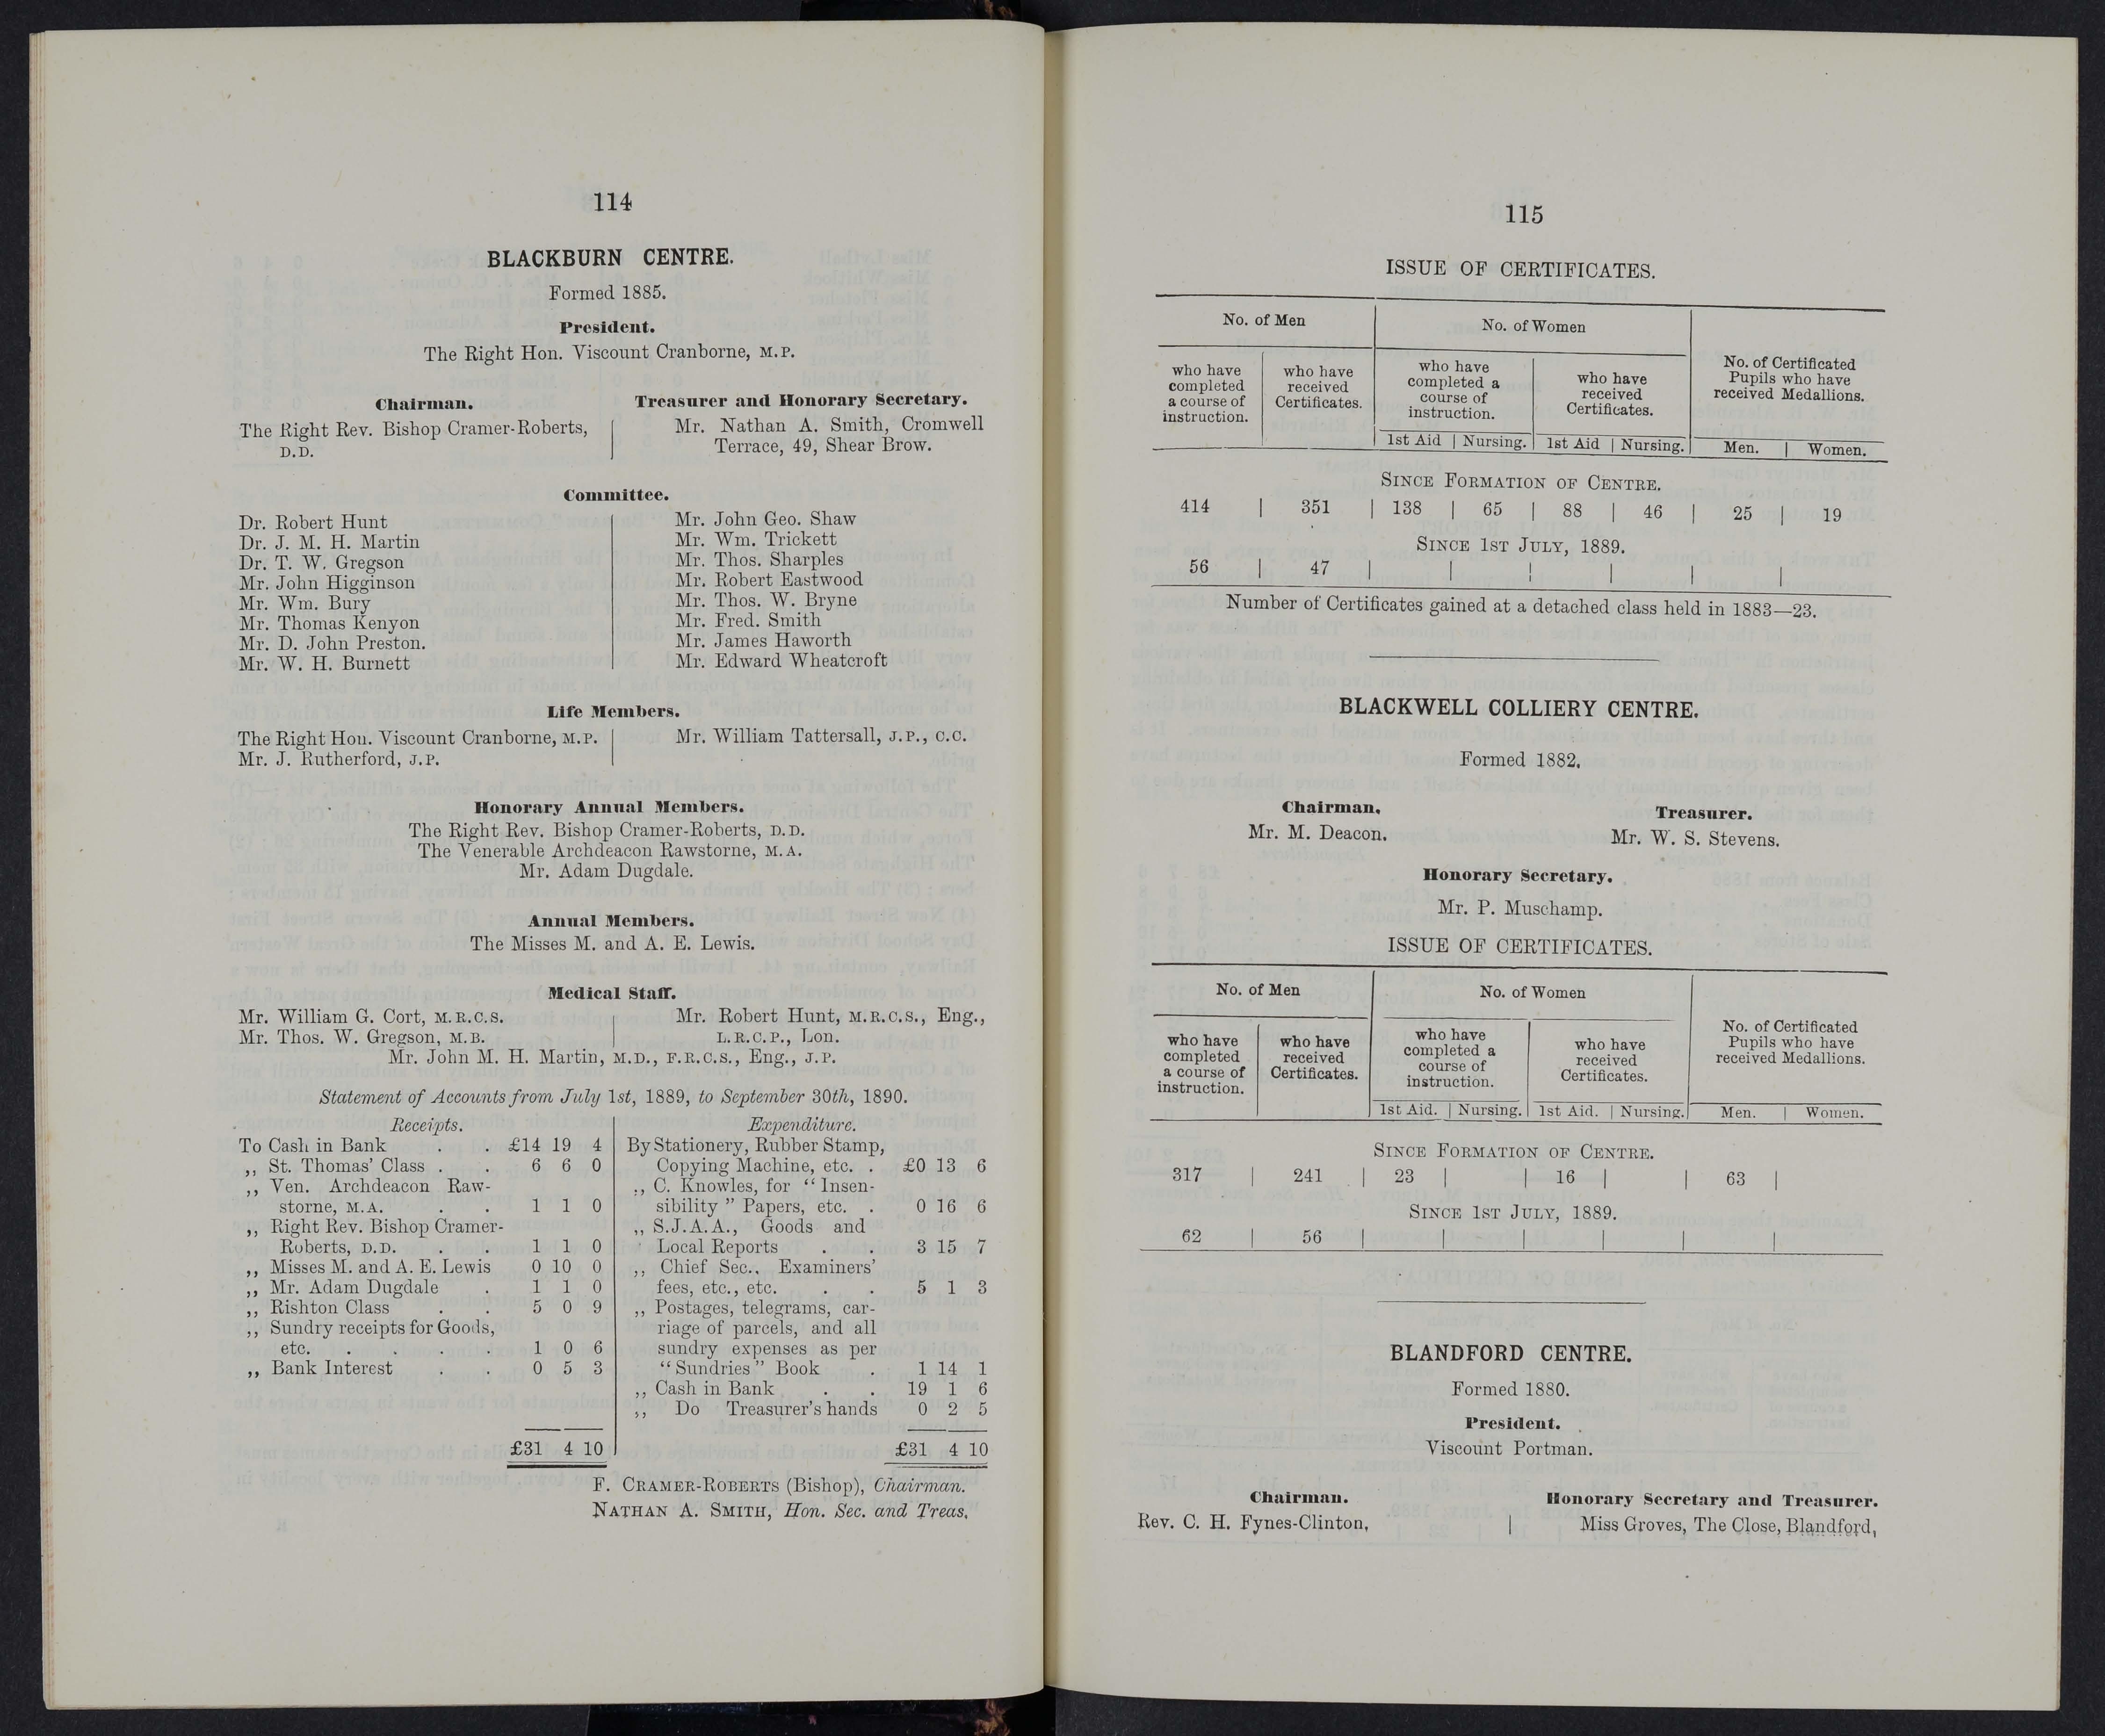 114
BLACKBURN CENTRE.
Formed 1885.
President.
The Right Hon. Viscount Cranborne, M.P.
Chairman.
The Right Rev. Bishop Cramer-Roberts,
D.D.
Treasurer and Honorary Secretary.
Mr. Nathan A. Smith, Cromwell
Terrace, 49, Shear Brow.
Committee.
Dr. Robert Hunt
Dr. J. M. H. Martin
Dr. T. W. Gregson
Mr. John Higginson
Mr. Wm. Bury
Mr. Thomas Kenyon
Mr. D. John Preston.
Mr. W. H. Burnett
Mr. John Geo. Shaw
Mr. Wm. Trickett
Mr. Thos. Sharples
Mr. Robert Eastwood
Mr. Thos. W. Bryne
Mr. Fred. Smith
Mr. James Haworth
Mr. Edward Wheatcroft
Life Members.
The Right Hon. Viscount Cranborne, M.P.
Mr. J. Rutherford, J.P.
Mr. William Tattersall, J.P., C.C.
Honorary Annual Members.
The Right Rev. Bishop Cramer-Roberts, D.D.
The Venerable Archdeacon Rawstorne, M.A.
Mr. Adam Dugdale.
Annual Members.
The Misses M. and A. E. Lewis.
Medical Staff.
Mr. William G. Cort, M.R.C.S.
Mr. Thos. W. Gregson, M.B.
Mr. Robert Hunt, M.R.C.S., Eng.,
L.R.C.P., Lon.
Mr. John M. H. Martin, M.D., F.R.C.S., Eng., J.P.
Statement of Accounts from July 1st, 1889, to September 30th, 1890.
Receipts.
To Cash in Bank . . £14 19 4
,, St. Thomas' Class . . 6 6 0
,, Ven. Archdeacon Raw-
storne, M.A. . . 1 1 0
,, Right Rev. Bishop Cramer-
Roberts, D.D. . . 1 1 0
,, Misses M. and A. E. Lewis 0 10 0
,, Mr. Adam Dugdale . 1 1 0
,, Rishton Class . . 5 0 9
,, Sundry receipts for Goods,
etc. . . . . 1 0 6
,, Bank Interest . . 0 5 3
£31 4 10
Expenditure.
By Stationery, Rubber Stamp,
Copying Machine, etc. . £0 13 6
,, C. Knowles, for "Insen-
sibility" Papers, etc. . 0 16 6
,, S.J.A.A., Goods and
Local Reports . . 3 15 7
,, Chief Sec., Examiners'
fees, etc., etc. . . 5 1 3
,, Postages, telegrams, car-
riage of parcels, and all
sundry expenses as per
"Sundries" Book . 1 14 1
,, Cash in Bank . . 19 1 6
,, Do Treasurer's hands 0 2 5
£31 4 10
F. CRAMER-ROBERTS (Bishop), Chairman.
NATHAN A. SMITH, Hon. Sec. and Treas.
115
ISSUE OF CERTIFICATES.
No. of Men
No. of Women
No. of Certificated
Pupils who have
received Medallions.
who have
completed
a course of
instruction.
who have
received
Certificates.
who have
completed a
course of
instruction.
who have
received
Certificates.
1st Aid | Nursing. | 1st Aid | Nursing. | Men. | Women.
SINCE FORMATION OF CENTRE.
414 | 351 | 138 | 65 | 88 | 46 | 25 | 19
SINCE 1ST JULY, 1889.
56 | 47 | | | | | |
Number of Certificates gained at a detached class held in 1883—23.
BLACKWELL COLLIERY CENTRE.
Formed 1882.
Chairman.
Mr. M. Deacon.
Treasurer.
Mr. W. S. Stevens.
Honorary Secretary.
Mr. P. Muschamp.
ISSUE OF CERTIFICATES.
No. of Men
No. of Women
No. of Certificated
Pupils who have
received Medallions.
who have
completed
a course of
instruction.
who have
received
Certificates.
who have
completed a
course of
instruction.
who have
received
Certificates.
1st Aid. | Nursing. | 1st Aid. | Nursing. | Men. | Women.
SINCE FORMATION OF CENTRE.
317 | 241 | 23 | | 16 | | 63 |
SINCE 1ST JULY, 1889.
62 | 56 | | | | | |
BLANDFORD CENTRE.
Formed 1880.
President.
Viscount Portman.
Chairman.
Rev. C. H. Fynes-Clinton.
Honorary Secretary and Treasurer.
Miss Groves, The Close, Blandford,